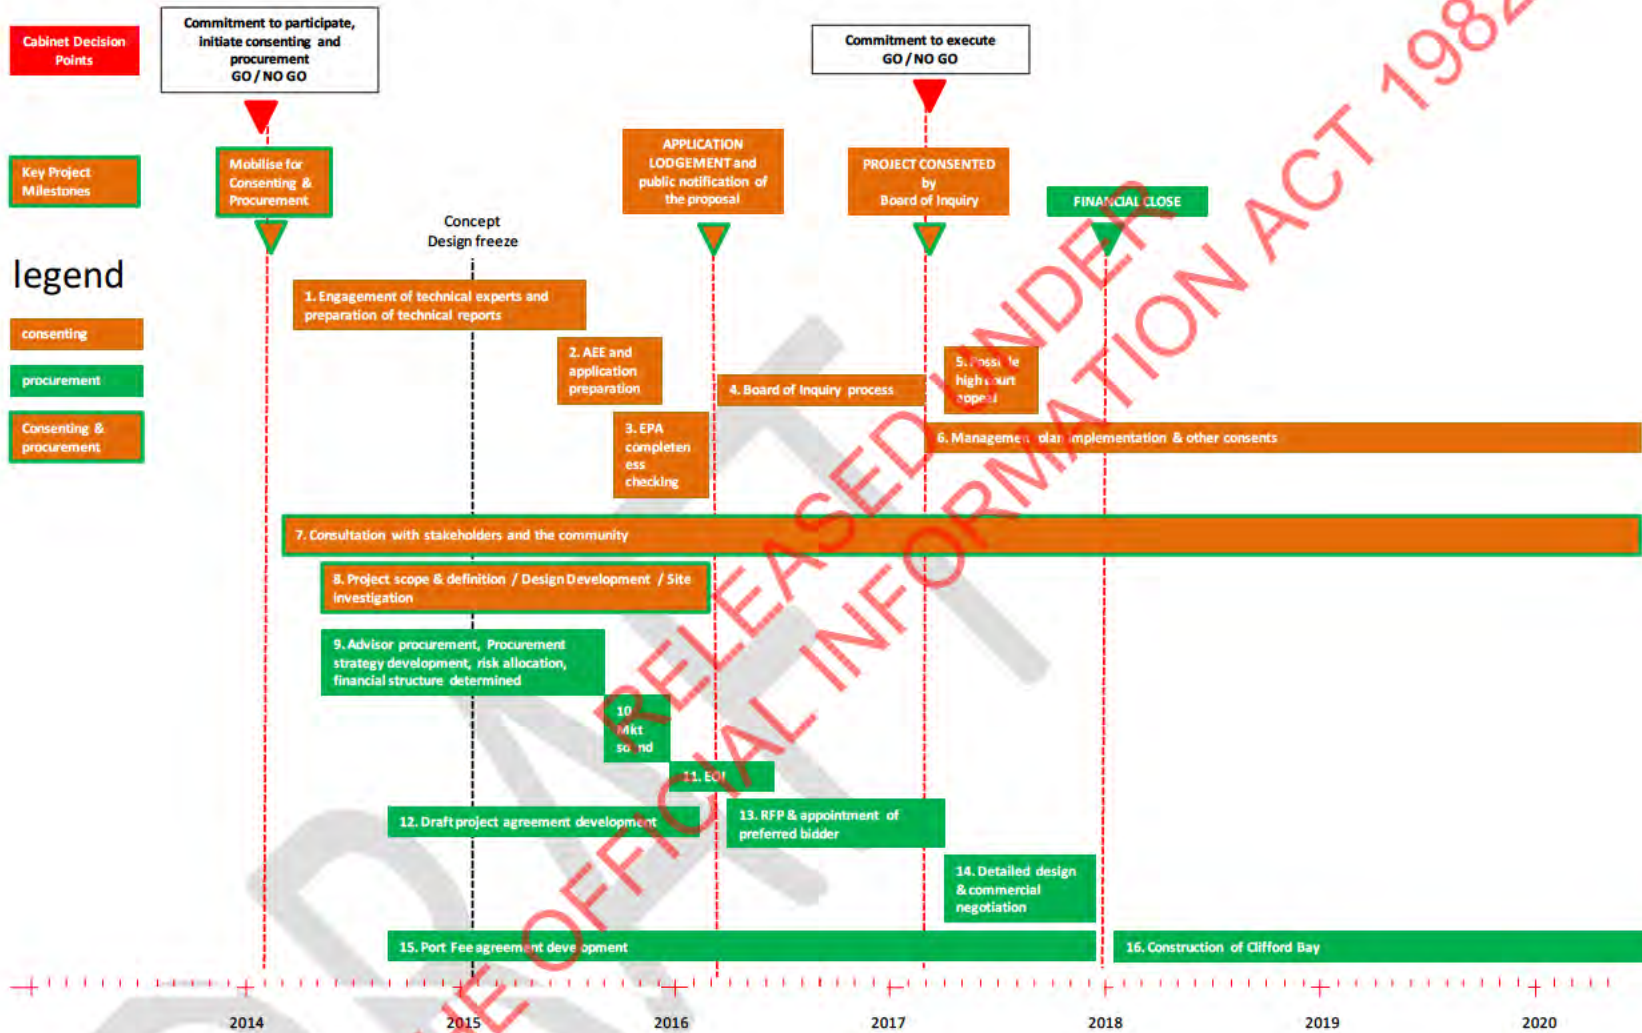 Cabinet Decision
Points
Commitment to participate,
initiate consenting and
procurement
GO / NO GO
Commitment to execute
GO / NO GO
Key Project
Milestones
Mobilise for
Consenting &
Procurement
APPLICATION
LODGEMENT and
public notification of
the proposal
PROJECT CONSENTED
by
Board of Inquiry
FINANCIAL CLOSE
Concept
Design freeze
legend
consenting
procurement
Consenting &
procurement
1. Engagement of technical experts and
preparation of technical reports
2. AEE and
application
preparation
3. EPA
completen
ess
checking
4. Board of Inquiry process
5. Possible
high court
appeal
6. Management plan implementation & other consents
7. Consultation with stakeholders and the community
8. Project scope & definition / Design Development / Site
investigation
9. Advisor procurement, Procurement
strategy development, risk allocation,
financial structure determined
10
Mkt
sound
11. EOI
12. Draft project agreement development
13. RFP & appointment of
preferred bidder
14. Detailed design
& commercial
negotiation
15. Port Fee agreement development
16. Construction of Clifford Bay
2014
2015
2016
2017
2018
2019
2020
DRAFT
RELEASED UNDER
THE OFFICIAL INFORMATION ACT 1982